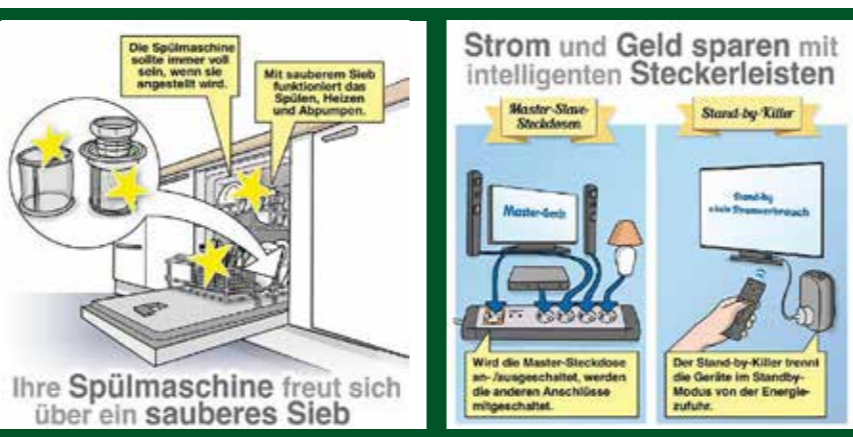 Die Spülmaschine
sollte immer voll
sein, wenn sie
angestellt wird.
Mit sauberem Sieb
funktioniert das
Spülen, Heizen
und Abpumpen.
Ihre Spülmaschine freut sich
über ein sauberes Sieb
Strom und Geld sparen mit
intelligenten Steckerleisten
Master-Slave-
Steckdosen
Master-Gerät
Wird die Master-Steckdose
an-/ausgeschaltet, werden
die anderen Anschlüsse
mitgeschaltet.
Stand-by-Killer
Stand-by
Stromverbrauch
Der Stand-by-Killer trennt
die Geräte im Standby-
Modus von der Energie-
zufuhr.